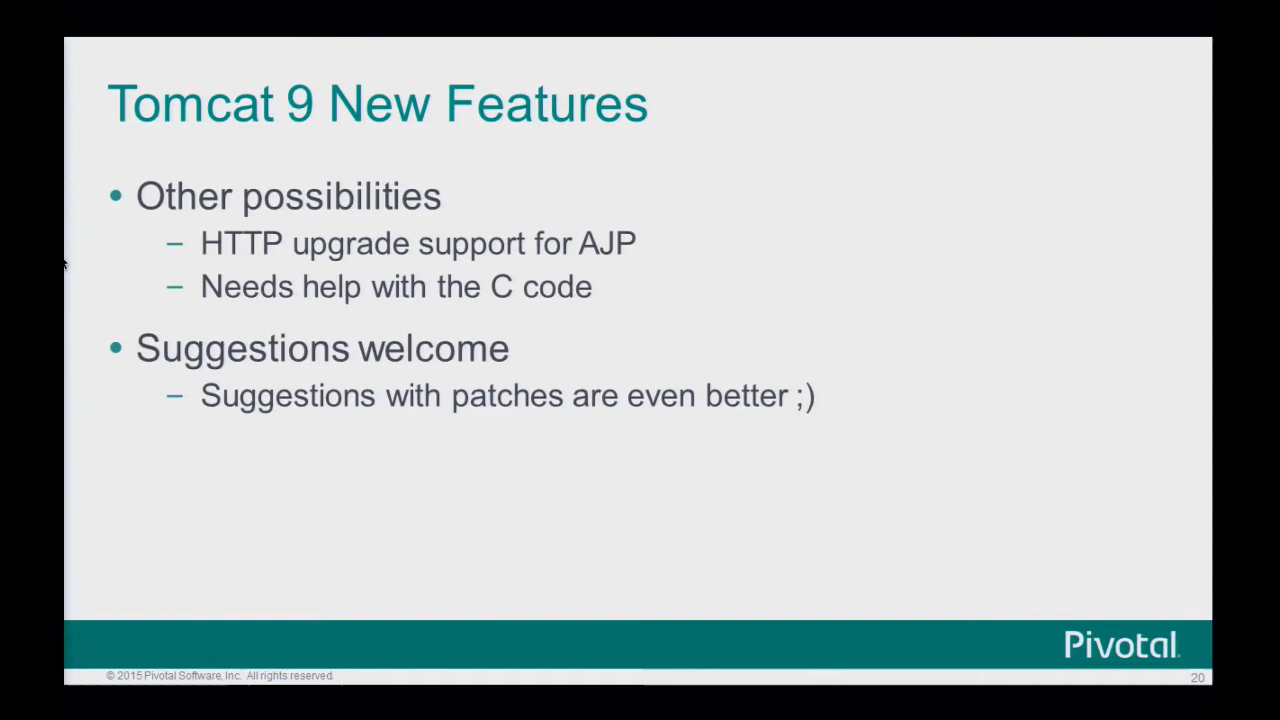 Tomcat 9 New Features
• Other possibilities
– HTTP upgrade support for AJP
– Needs help with the C code
• Suggestions welcome
– Suggestions with patches are even better ;)
Pivotal.
© 2015 Pivotal Software, Inc. All rights reserved.
20